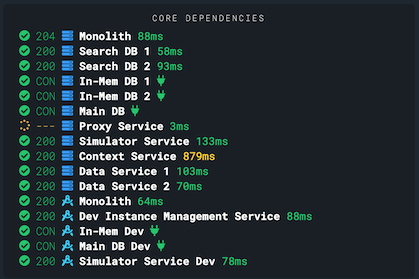 CORE DEPENDENCIES
204 Monolith 88ms
200 Search DB 1 58ms
200 Search DB 2 93ms
CON In-Mem DB 1
CON In-Mem DB 2
CON Main DB
--- Proxy Service 3ms
200 Simulator Service 133ms
200 Context Service 879ms
200 Data Service 1 103ms
200 Data Service 2 70ms
200 Monolith 64ms
200 Dev Instance Management Service 88ms
CON In-Mem Dev
CON Main DB Dev
200 Simulator Service Dev 78ms